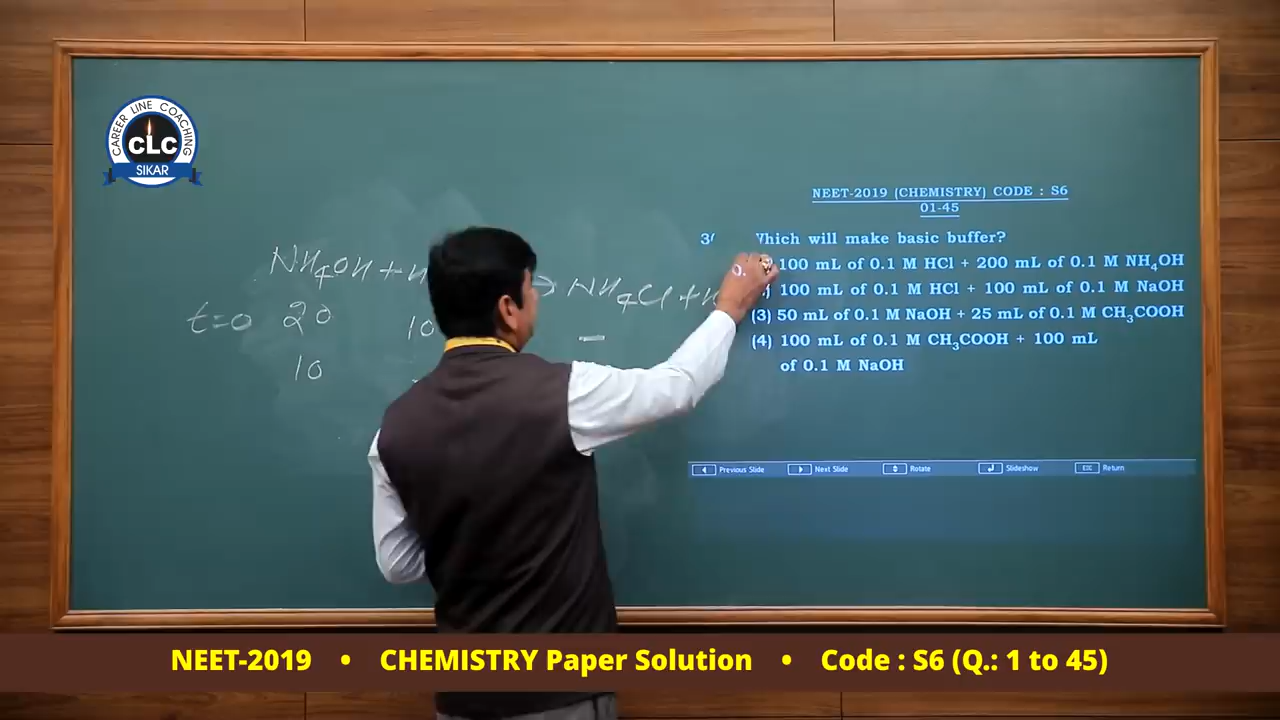 CAREER LINE COACHING
CLC
SIKAR
NEET-2019 (CHEMISTRY) CODE : S6
01-45
Which will make basic buffer?
100 mL of 0.1 M HCl + 200 mL of 0.1 M NH₄OH
100 mL of 0.1 M HCl + 100 mL of 0.1 M NaOH
(3) 50 mL of 0.1 M NaOH + 25 mL of 0.1 M CH₃COOH
(4) 100 mL of 0.1 M CH₃COOH + 100 mL
of 0.1 M NaOH
NH₄OH + → NH₄Cl +
t=0 20 10 —
10
Previous Slide Next Slide Rotate Slideshow ESC Return
NEET-2019 • CHEMISTRY Paper Solution • Code : S6 (Q.: 1 to 45)